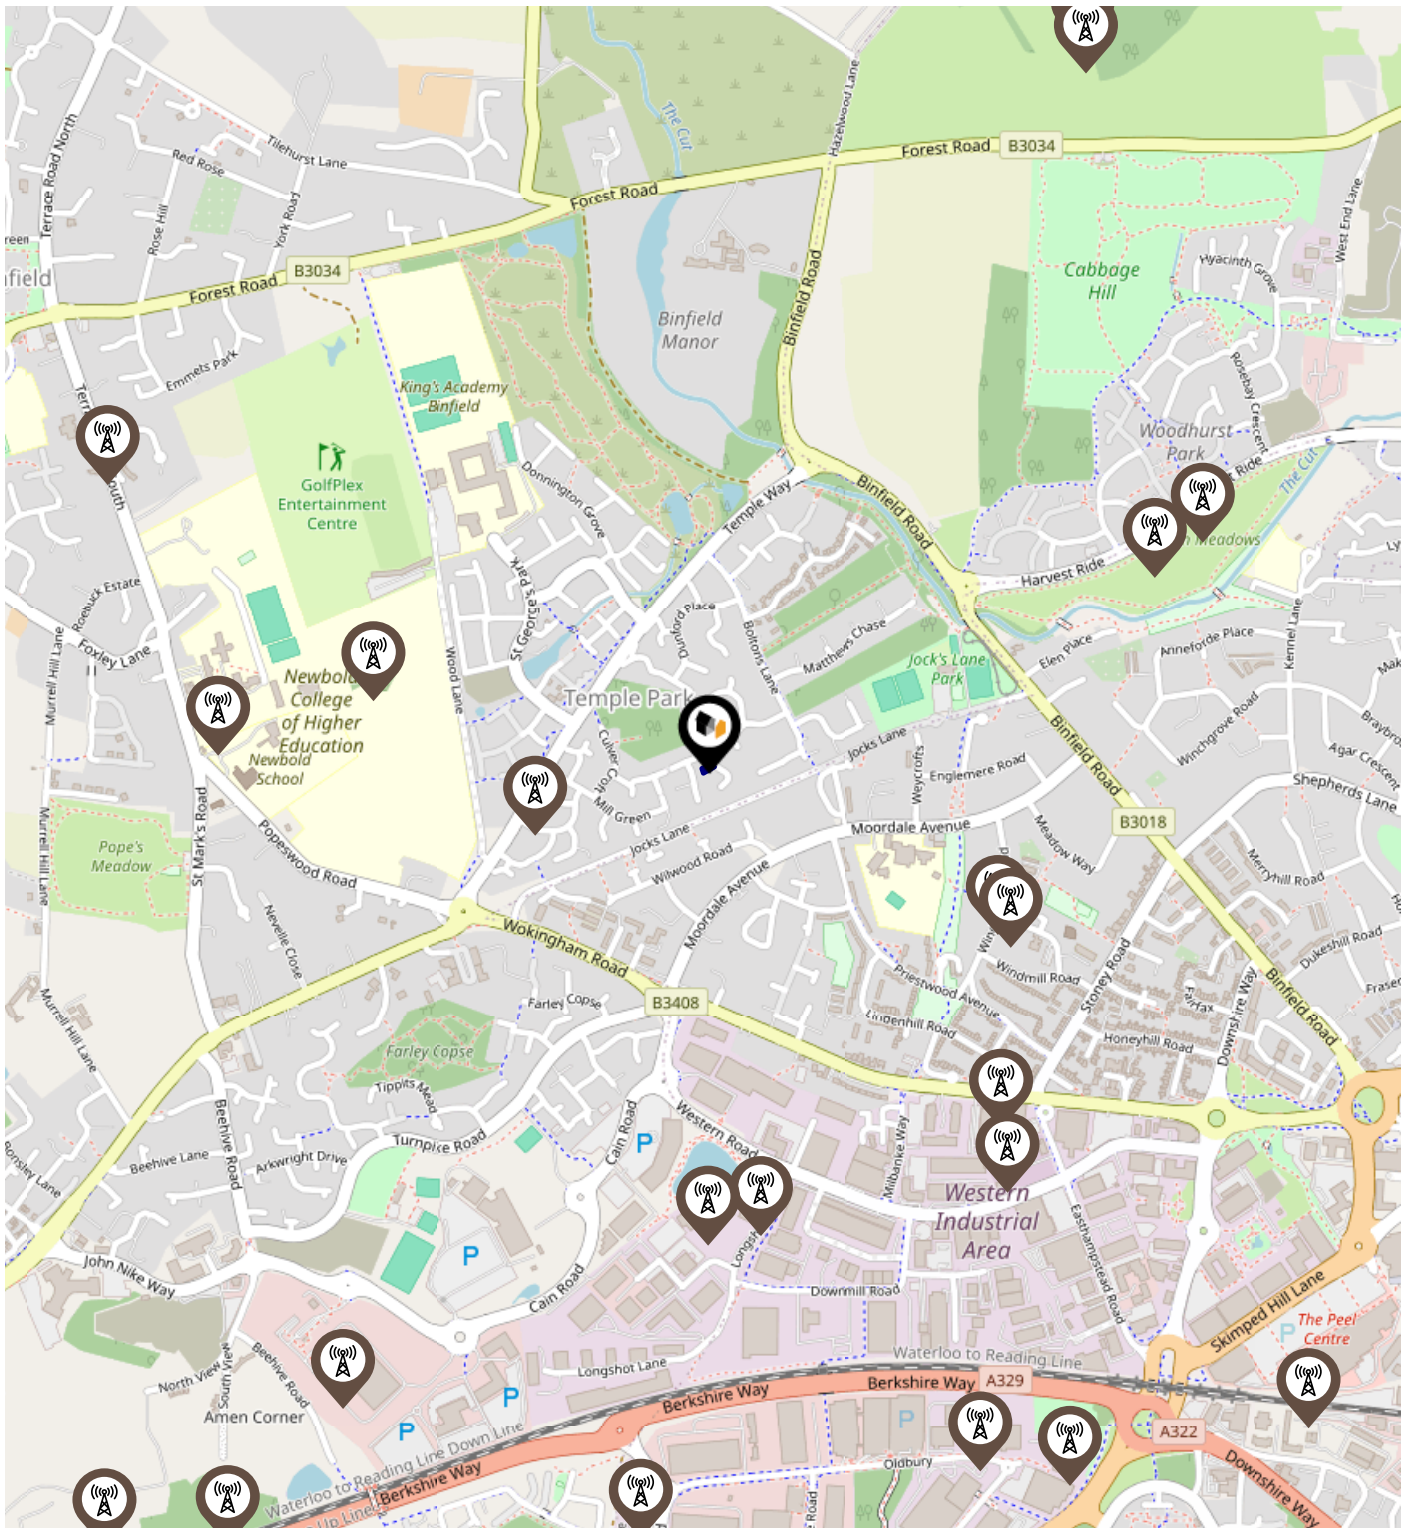 Hazelwood Lane
The Cut
Terrace Road North
Tilehurst Lane
Red Rose
Rose Hill
York Road
Forest Road
B3034
Forest Road
West End Lane
Hyacinth Grove
Cabbage
Hill
B3034
Forest Road
Binfield Road
Binfield
Manor
Emmets Park
King's Academy
Binfield
Rosebay Crescent
Woodhurst
Park
Ride
The Cut
GolfPlex
Entertainment
Centre
Donnington Grove
Temple Way
Binfield Road
Meadows
Harvest Ride
Roebuck Estate
Foxley Lane
Murrell Hill Lane
St George's Park
Dunford Place
Boltons Lane
Matthews Chase
Jock's Lane
Park
Elen Place
Anneforde Place
Kennel Lane
Wood Lane
Newbold
College
of Higher
Education
Newbold
School
Temple Park
Culver Croft
Mill Green
Jocks Lane
Jocks Lane
Weycrofts
Englemere Road
Binfield Road
Winchgrove Road
Agar Crescent
Shepherds Lane
B3018
Moordale Avenue
Meadow Way
Merryhill Road
Murrell Hill Lane
Pope's
Meadow
St Mark's Road
Popeswood Road
Wilwood Road
Moordale Avenue
Nevelle Close
Wokingham Road
B3408
Priestwood Avenue
Windmill Road
Stoney Road
Dukeshill Road
Fairfax
Downshire Way
Binfield Road
Lindenhill Road
Honeyhill Road
Farley Copse
Farley Copse
Tippits Mead
Murrell Hill Lane
Beehive Road
Beehive Lane
Arkwright Drive
Turnpike Road
Cain Road
P
Western Road
Milbanke Way
Western
Industrial
Area
Easthampstead Road
John Nike Way
P
Cain Road
Downmill Road
Skimped Hill Lane
P
The Peel
Centre
North View
South View
Beehive Road
Amen Corner
Longshot Lane
Waterloo to Reading Line
Berkshire Way
Berkshire Way
A329
P
P
P
A322
Waterloo to Reading Line Down Line
Berkshire Way
Up Line
Oldbury
Downshire Way